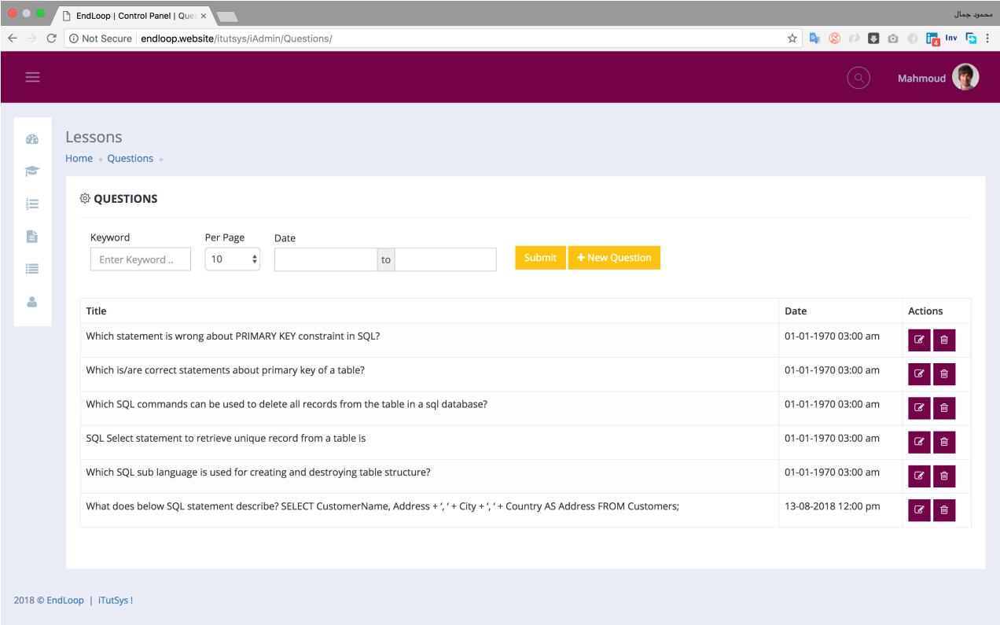 EndLoop | Control Panel | Ques
محمود جمال
Not Secure | endloop.website/itutsys/iAdmin/Questions/
4
Inv
Mahmoud
Lessons
Home Questions
QUESTIONS
Keyword Per Page Date
Enter Keyword .. 10 to Submit + New Question
Title Date Actions
Which statement is wrong about PRIMARY KEY constraint in SQL? 01-01-1970 03:00 am
Which is/are correct statements about primary key of a table? 01-01-1970 03:00 am
Which SQL commands can be used to delete all records from the table in a sql database? 01-01-1970 03:00 am
SQL Select statement to retrieve unique record from a table is 01-01-1970 03:00 am
Which SQL sub language is used for creating and destroying table structure? 01-01-1970 03:00 am
What does below SQL statement describe? SELECT CustomerName, Address + ‘, ‘ + City + ‘, ‘ + Country AS Address FROM Customers; 13-08-2018 12:00 pm
2018 © EndLoop | iTutSys !